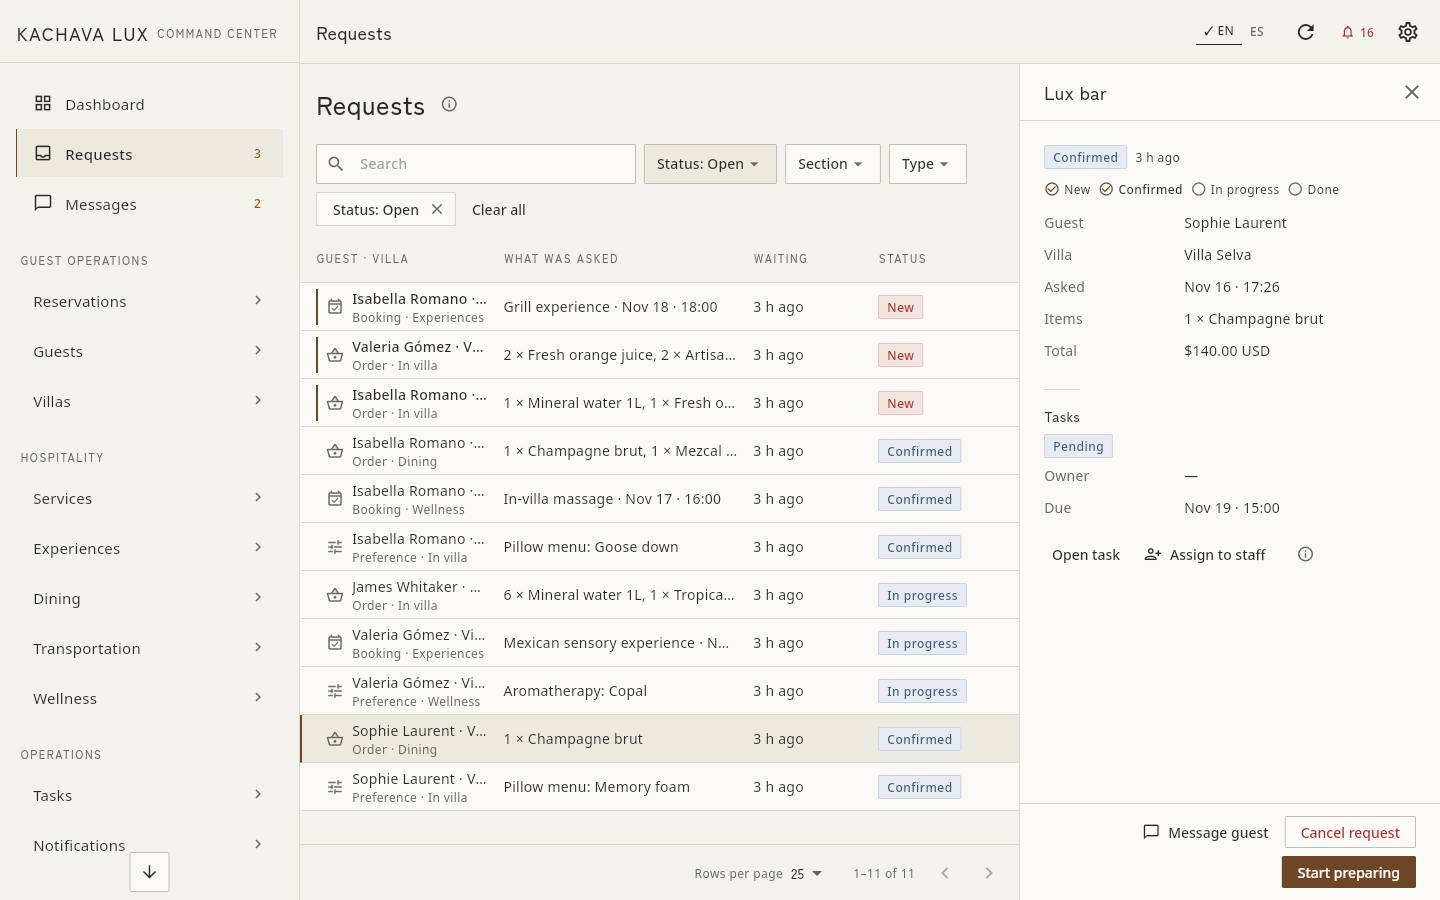 KACHAVA LUX COMMAND CENTER
Dashboard
Requests 3
Messages 2
GUEST OPERATIONS
Reservations
Guests
Villas
HOSPITALITY
Services
Experiences
Dining
Transportation
Wellness
OPERATIONS
Tasks
Notifications
Requests
✓ EN ES
16
Requests
Search
Status: Open
Section
Type
Status: Open
Clear all
GUEST · VILLA WHAT WAS ASKED WAITING STATUS
Isabella Romano ·… Grill experience · Nov 18 · 18:00 3 h ago New
Booking · Experiences
Valeria Gómez · V… 2 × Fresh orange juice, 2 × Artisa… 3 h ago New
Order · In villa
Isabella Romano ·… 1 × Mineral water 1L, 1 × Fresh o… 3 h ago New
Order · In villa
Isabella Romano ·… 1 × Champagne brut, 1 × Mezcal … 3 h ago Confirmed
Order · Dining
Isabella Romano ·… In-villa massage · Nov 17 · 16:00 3 h ago Confirmed
Booking · Wellness
Isabella Romano ·… Pillow menu: Goose down 3 h ago Confirmed
Preference · In villa
James Whitaker · … 6 × Mineral water 1L, 1 × Tropica… 3 h ago In progress
Order · In villa
Valeria Gómez · Vi… Mexican sensory experience · N… 3 h ago In progress
Booking · Experiences
Valeria Gómez · Vi… Aromatherapy: Copal 3 h ago In progress
Preference · Wellness
Sophie Laurent · V… 1 × Champagne brut 3 h ago Confirmed
Order · Dining
Sophie Laurent · V… Pillow menu: Memory foam 3 h ago Confirmed
Preference · In villa
Rows per page 25 1–11 of 11
Lux bar
Confirmed 3 h ago
New Confirmed In progress Done
Guest Sophie Laurent
Villa Villa Selva
Asked Nov 16 · 17:26
Items 1 × Champagne brut
Total $140.00 USD
Tasks
Pending
Owner —
Due Nov 19 · 15:00
Open task Assign to staff
Message guest Cancel request
Start preparing